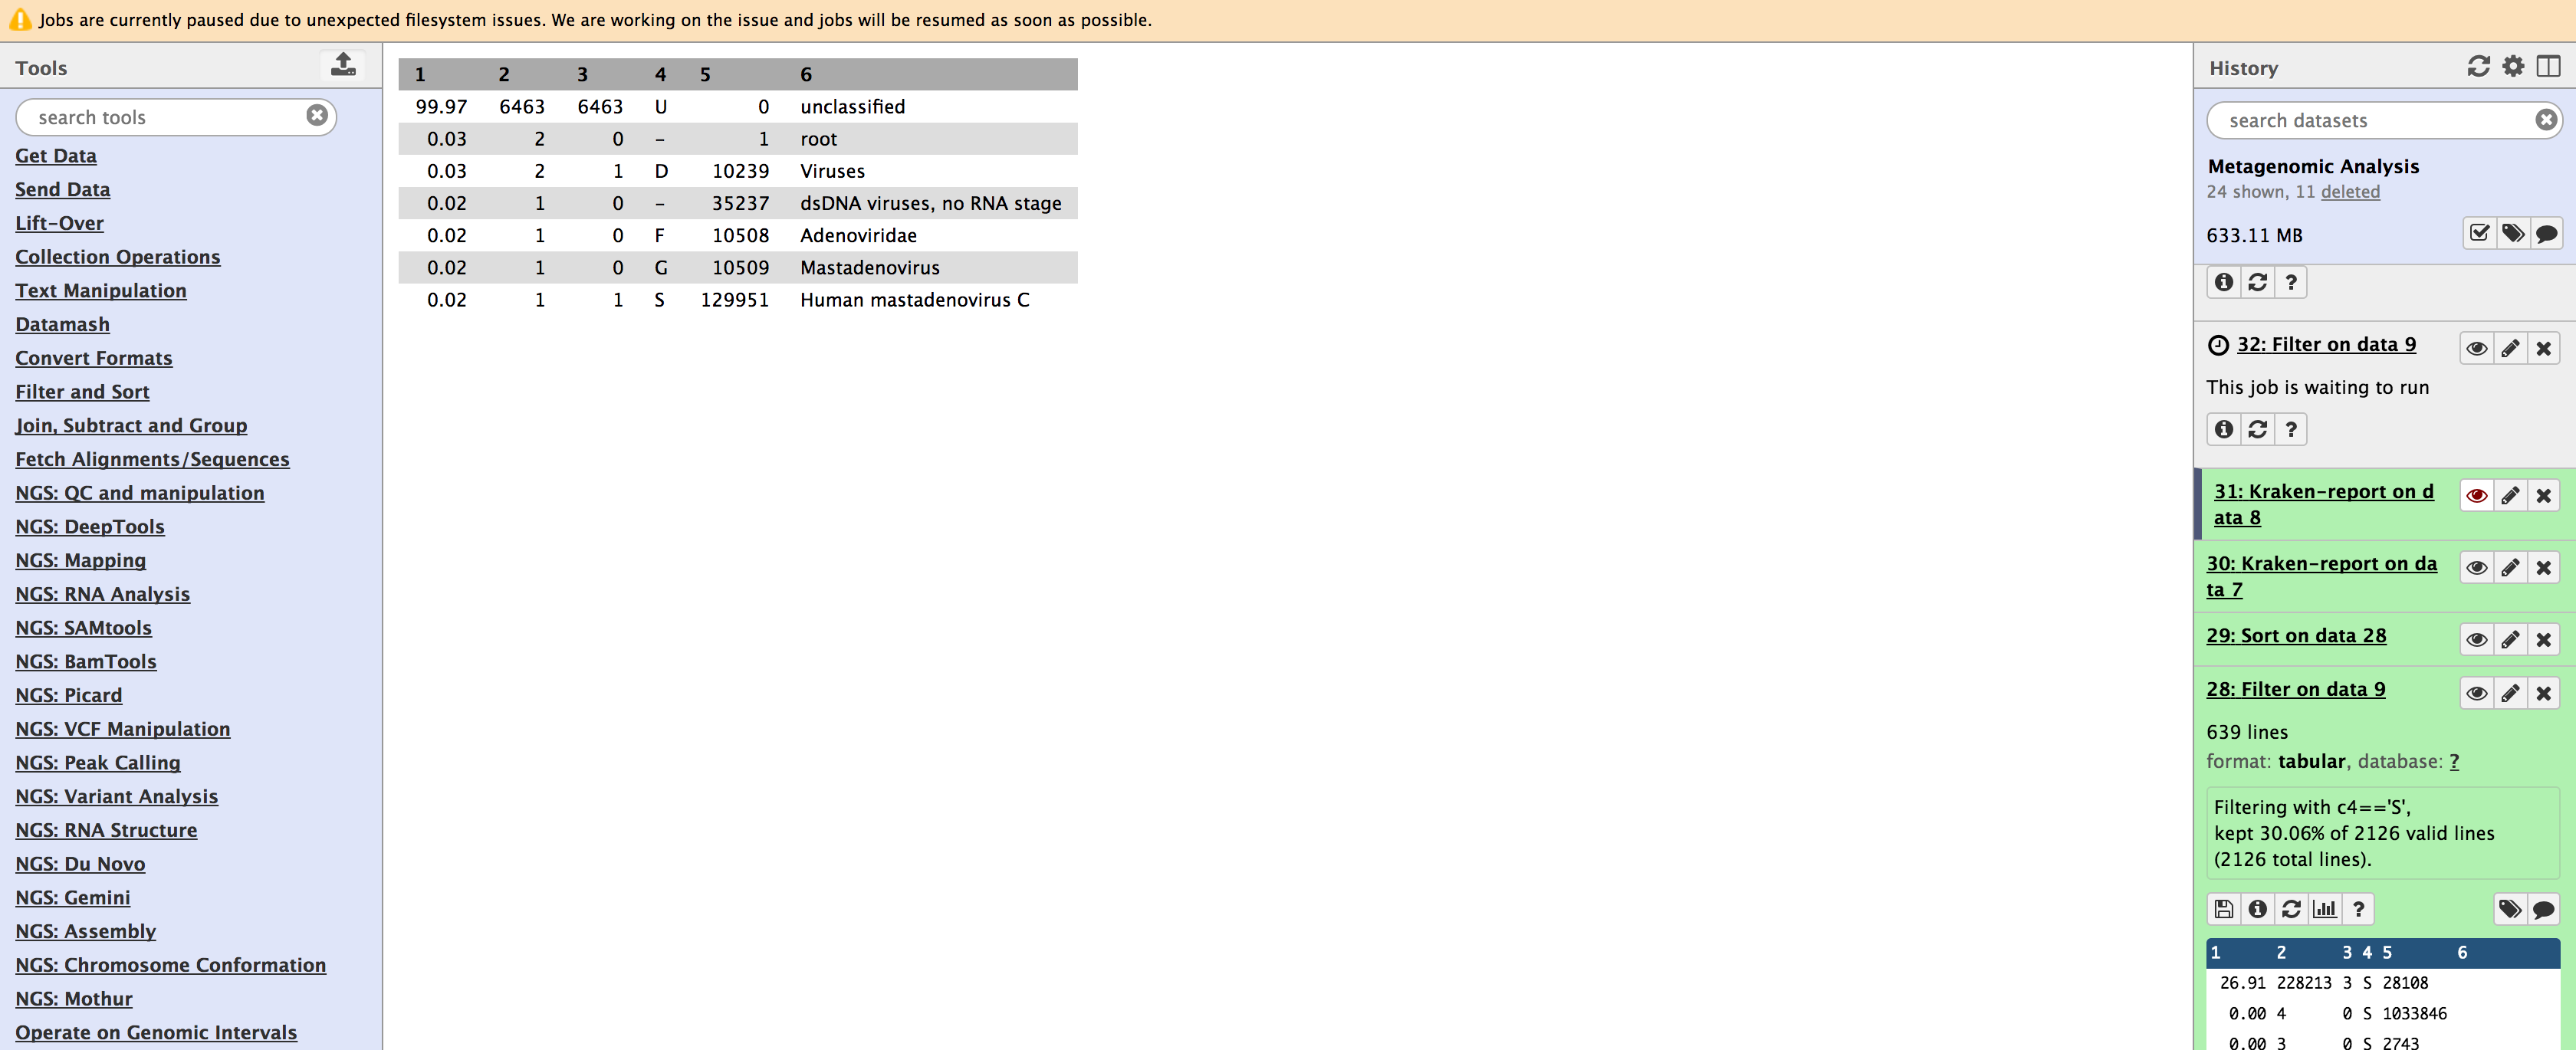 Jobs are currently paused due to unexpected filesystem issues. We are working on the issue and jobs will be resumed as soon as possible.
Tools
search tools
Get Data
Send Data
Lift-Over
Collection Operations
Text Manipulation
Datamash
Convert Formats
Filter and Sort
Join, Subtract and Group
Fetch Alignments/Sequences
NGS: QC and manipulation
NGS: DeepTools
NGS: Mapping
NGS: RNA Analysis
NGS: SAMtools
NGS: BamTools
NGS: Picard
NGS: VCF Manipulation
NGS: Peak Calling
NGS: Variant Analysis
NGS: RNA Structure
NGS: Du Novo
NGS: Gemini
NGS: Assembly
NGS: Chromosome Conformation
NGS: Mothur
Operate on Genomic Intervals
1 2 3 4 5 6
99.97 6463 6463 U 0 unclassified
0.03 2 0 - 1 root
0.03 2 1 D 10239 Viruses
0.02 1 0 - 35237 dsDNA viruses, no RNA stage
0.02 1 0 F 10508 Adenoviridae
0.02 1 0 G 10509 Mastadenovirus
0.02 1 1 S 129951 Human mastadenovirus C
History
search datasets
Metagenomic Analysis
24 shown, 11 deleted
633.11 MB
?
32: Filter on data 9
This job is waiting to run
?
31: Kraken-report on d
ata 8
30: Kraken-report on da
ta 7
29: Sort on data 28
28: Filter on data 9
639 lines
format: tabular, database: ?
Filtering with c4=='S',
kept 30.06% of 2126 valid lines
(2126 total lines).
?
1 2 3 4 5 6
26.91 228213 3 S 28108
0.00 4 0 S 1033846
0.00 3 0 S 2743